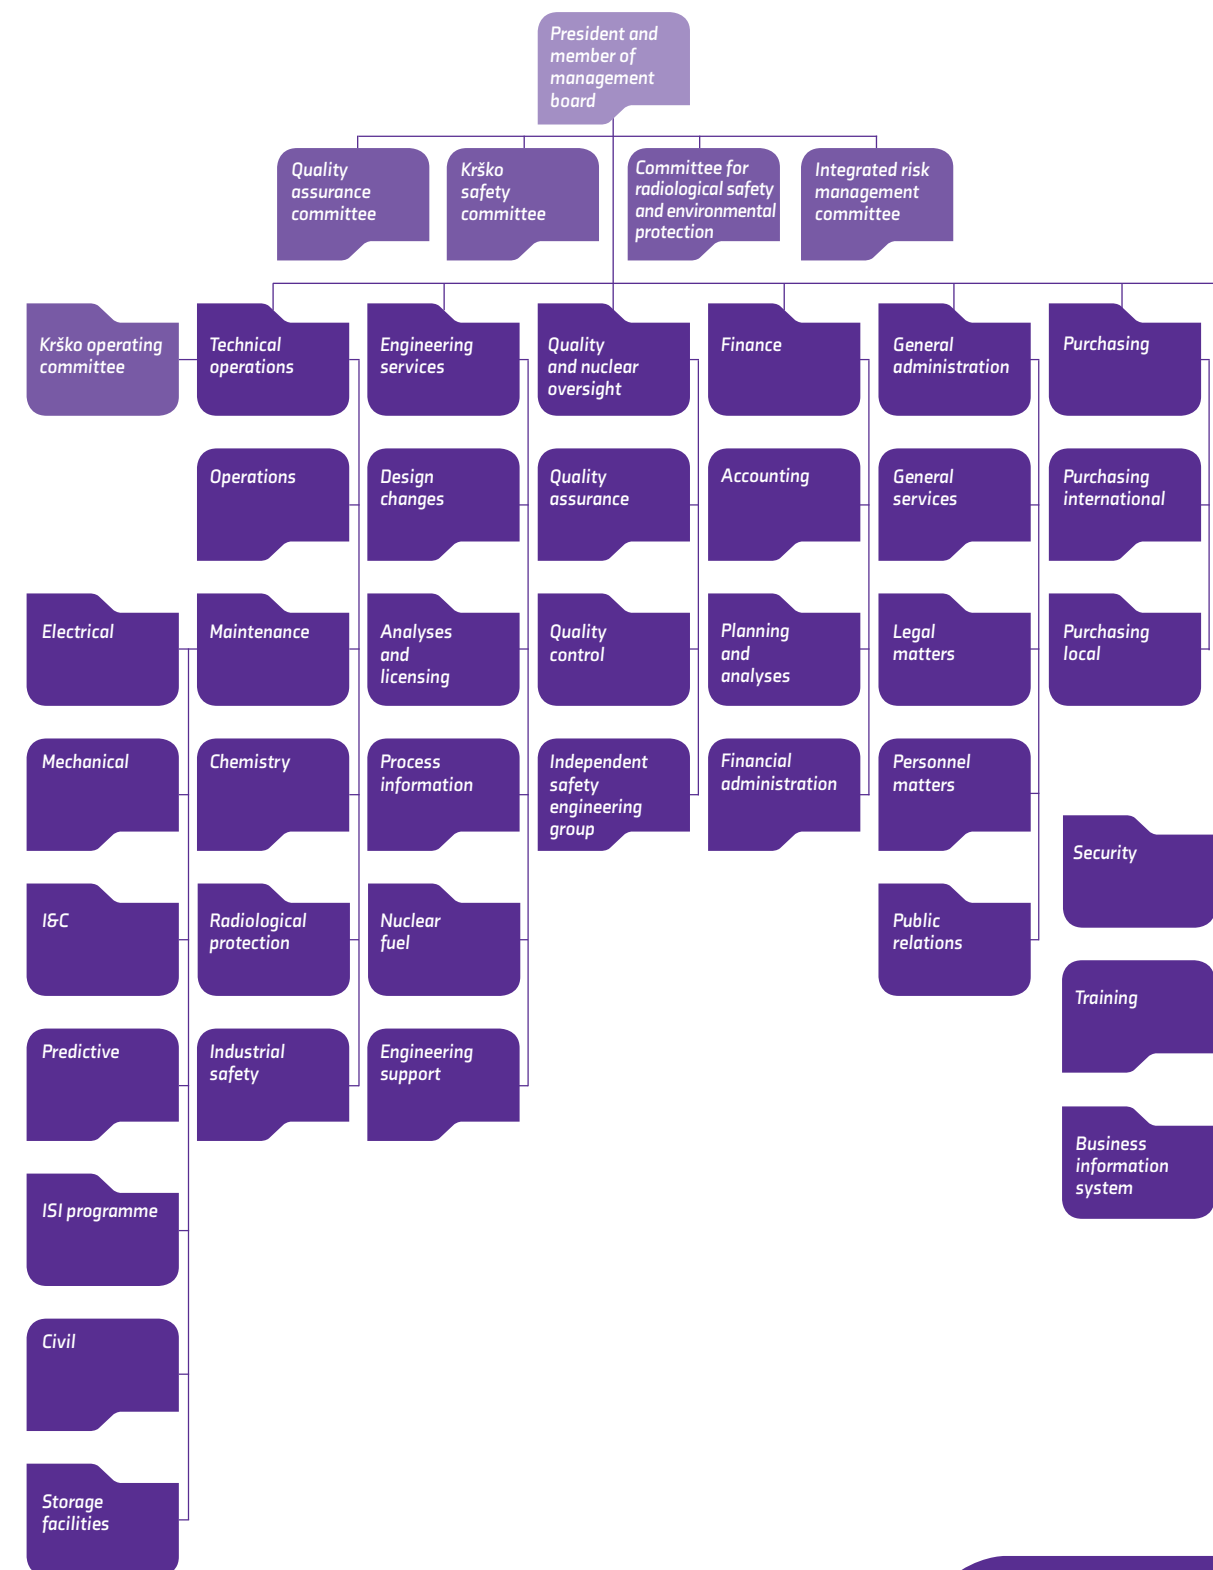 President and
member of
management
board
Quality
assurance
committee
Krško
safety
committee
Committee for
radiological safety
and environmental
protection
Integrated risk
management
committee
Krško operating
committee
Technical
operations
Engineering
services
Quality
and nuclear
oversight
Finance
General
administration
Purchasing
Operations
Design
changes
Quality
assurance
Accounting
General
services
Purchasing
international
Electrical
Maintenance
Analyses
and
licensing
Quality
control
Planning
and
analyses
Legal
matters
Purchasing
local
Mechanical
Chemistry
Process
information
Independent
safety
engineering
group
Financial
administration
Personnel
matters
Security
I&C
Radiological
protection
Nuclear
fuel
Public
relations
Training
Predictive
Industrial
safety
Engineering
support
Business
information
system
ISI programme
Civil
Storage
facilities